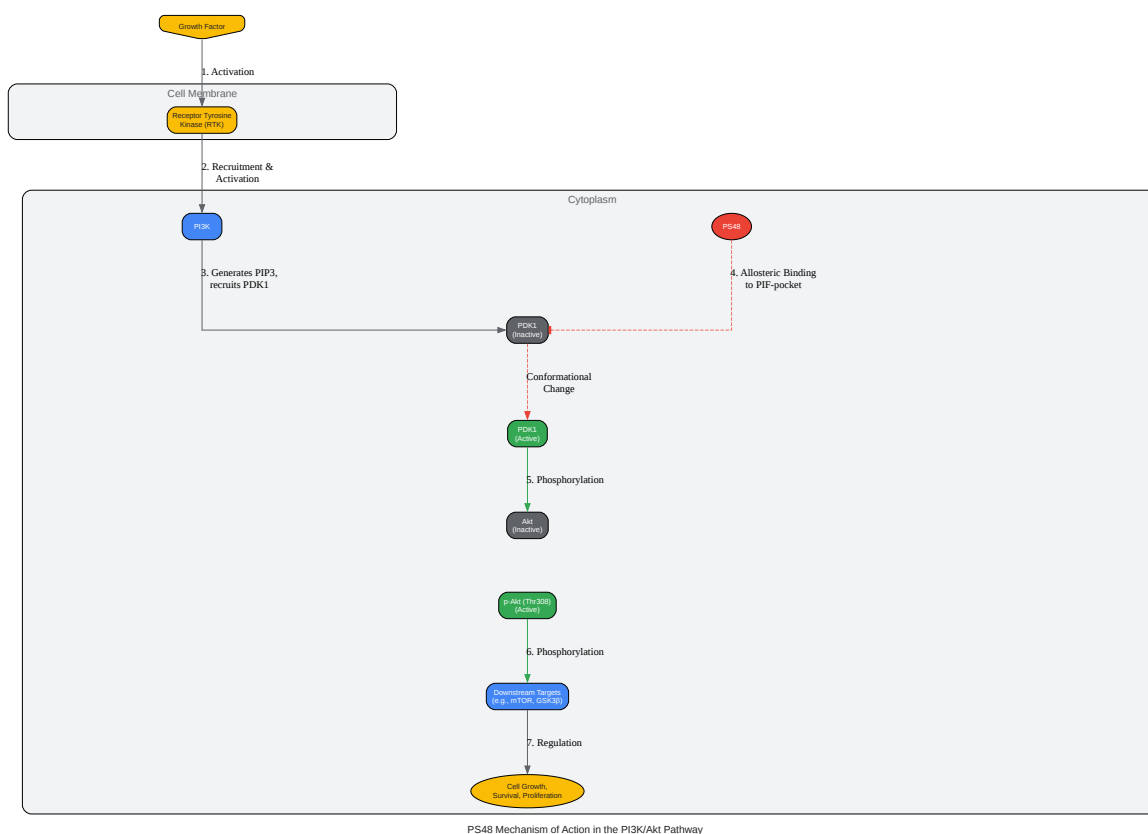 Growth Factor
1. Activation
Cell Membrane
Receptor Tyrosine
Kinase (RTK)
2. Recruitment &
Activation
Cytoplasm
PI3K
PS48
3. Generates PIP3,
recruits PDK1
4. Allosteric Binding
to PIF-pocket
PDK1
(Inactive)
Conformational
Change
PDK1
(Active)
5. Phosphorylation
Akt
(Inactive)
p-Akt (Thr308)
(Active)
6. Phosphorylation
Downstream Targets
(e.g., mTOR, GSK3β)
7. Regulation
Cell Growth,
Survival, Proliferation
PS48 Mechanism of Action in the PI3K/Akt Pathway